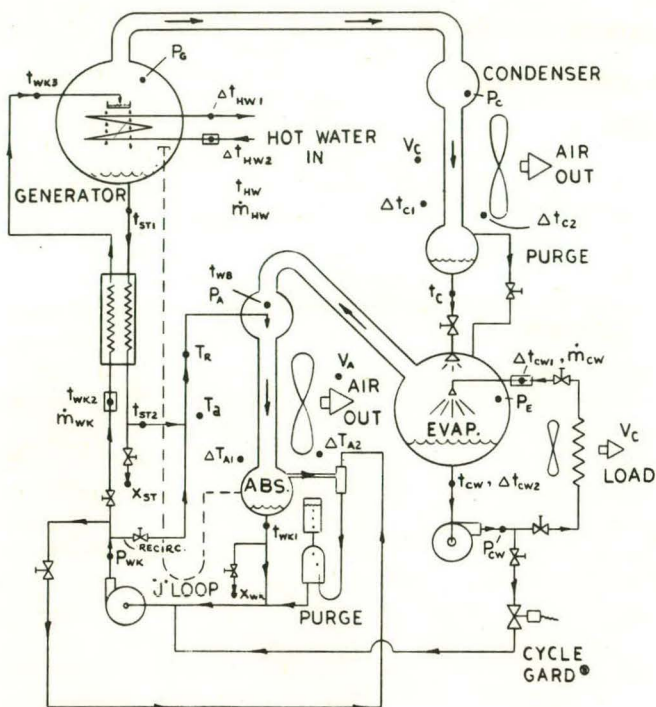 t_WK3
P_G
Δt_HW1
HOT WATER
IN
Δt_HW2
t_HW
ṁ_HW
GENERATOR
t_ST1
CONDENSER
P_C
V_C
AIR
OUT
Δt_C1
Δt_C2
PURGE
t_C
t_WB
P_A
T_R
T_a
t_WK2
ṁ_WK
t_ST2
X_ST
V_A
AIR
OUT
ΔT_A1
ΔT_A2
ABS.
t_WK1
Δt_CW1, ṁ_CW
P_E
EVAP.
V_C
LOAD
t_CW, Δt_CW2
P_CW
RECIRC.
P_WK
"J" LOOP
PURGE
CYCLE
GARD®